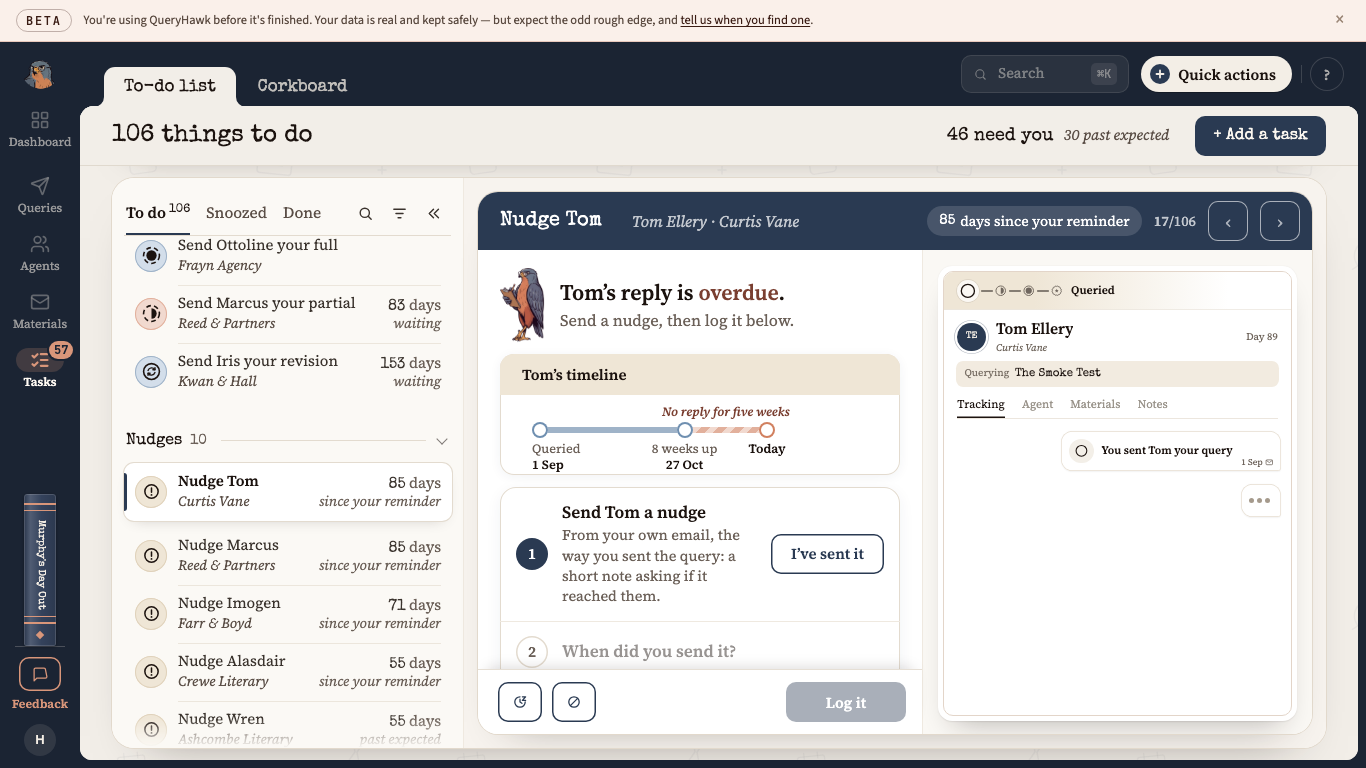 BETA
You're using QueryHawk before it's finished. Your data is real and kept safely — but expect the odd rough edge, and tell us when you find one.
×
To-do list
Corkboard
Search
⌘K
+ Quick actions
?
Dashboard
Queries
Agents
Materials
57
Tasks
Murphy's Day Out
Feedback
H
106 things to do
46 need you
30 past expected
+ Add a task
To do 106
Snoozed
Done
Send Ottoline your full
Frayn Agency
Send Marcus your partial
83 days
Reed & Partners
waiting
Send Iris your revision
153 days
Kwan & Hall
waiting
Nudges 10
Nudge Tom
85 days
Curtis Vane
since your reminder
Nudge Marcus
85 days
Reed & Partners
since your reminder
Nudge Imogen
71 days
Farr & Boyd
since your reminder
Nudge Alasdair
55 days
Crewe Literary
since your reminder
Nudge Wren
55 days
Ashcombe Literary
past expected
Nudge Tom
Tom Ellery · Curtis Vane
85 days since your reminder
17/106
‹
›
Tom's reply is overdue.
Send a nudge, then log it below.
Tom's timeline
No reply for five weeks
Queried
8 weeks up
Today
1 Sep
27 Oct
1
Send Tom a nudge
From your own email, the
way you sent the query: a
short note asking if it
reached them.
I've sent it
2
When did you send it?
Log it
Queried
TE
Tom Ellery
Curtis Vane
Day 89
Querying The Smoke Test
Tracking
Agent
Materials
Notes
You sent Tom your query
1 Sep